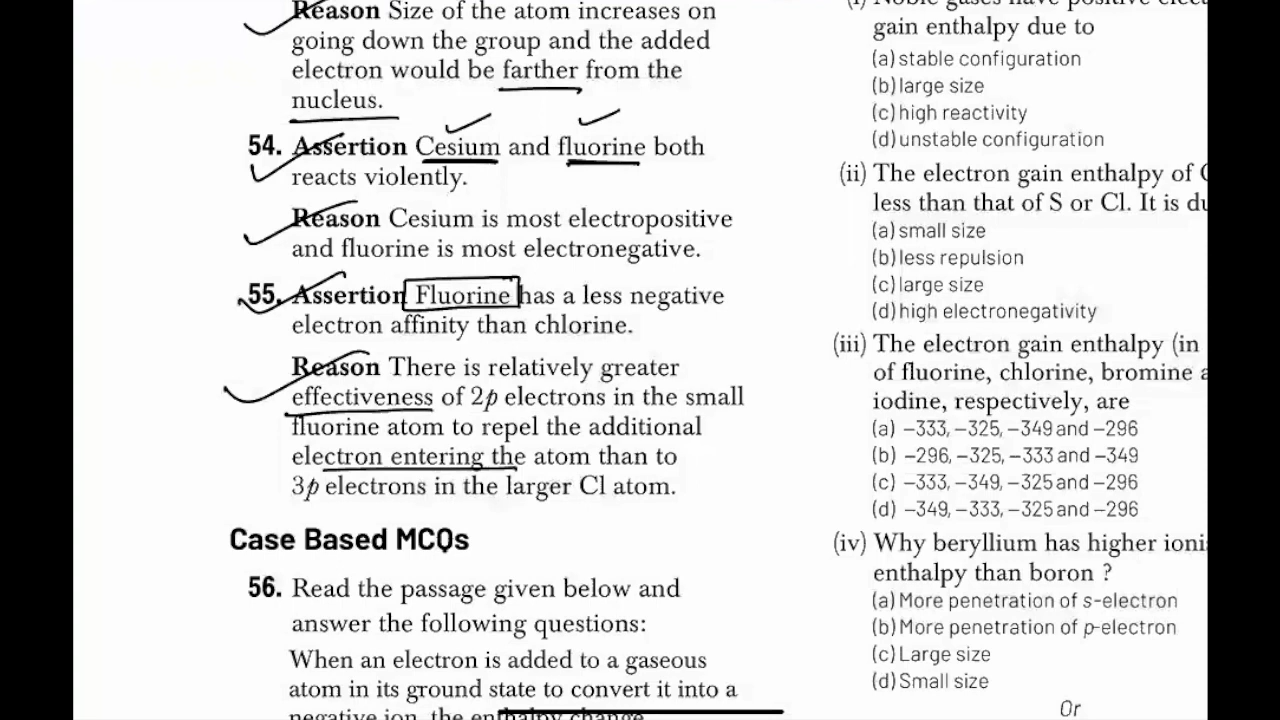 Reason Size of the atom increases on
going down the group and the added
electron would be farther from the
nucleus.
54. Assertion Cesium and fluorine both
reacts violently.
Reason Cesium is most electropositive
and fluorine is most electronegative.
55. Assertion Fluorine has a less negative
electron affinity than chlorine.
Reason There is relatively greater
effectiveness of 2p electrons in the small
fluorine atom to repel the additional
electron entering the atom than to
3p electrons in the larger Cl atom.
Case Based MCQs
56. Read the passage given below and
answer the following questions:
When an electron is added to a gaseous
atom in its ground state to convert it into a
negative ion, the enthalpy change
(i) Noble gases have positive
gain enthalpy due to
(a) stable configuration
(b) large size
(c) high reactivity
(d) unstable configuration
(ii) The electron gain enthalpy of
less than that of S or Cl. It is
(a) small size
(b) less repulsion
(c) large size
(d) high electronegativity
(iii) The electron gain enthalpy (in
of fluorine, chlorine, bromine
iodine, respectively, are
(a) –333, –325, –349 and –296
(b) –296, –325, –333 and –349
(c) –333, –349, –325 and –296
(d) –349, –333, –325 and –296
(iv) Why beryllium has higher
enthalpy than boron ?
(a) More penetration of s-electron
(b) More penetration of p-electron
(c) Large size
(d) Small size
Or